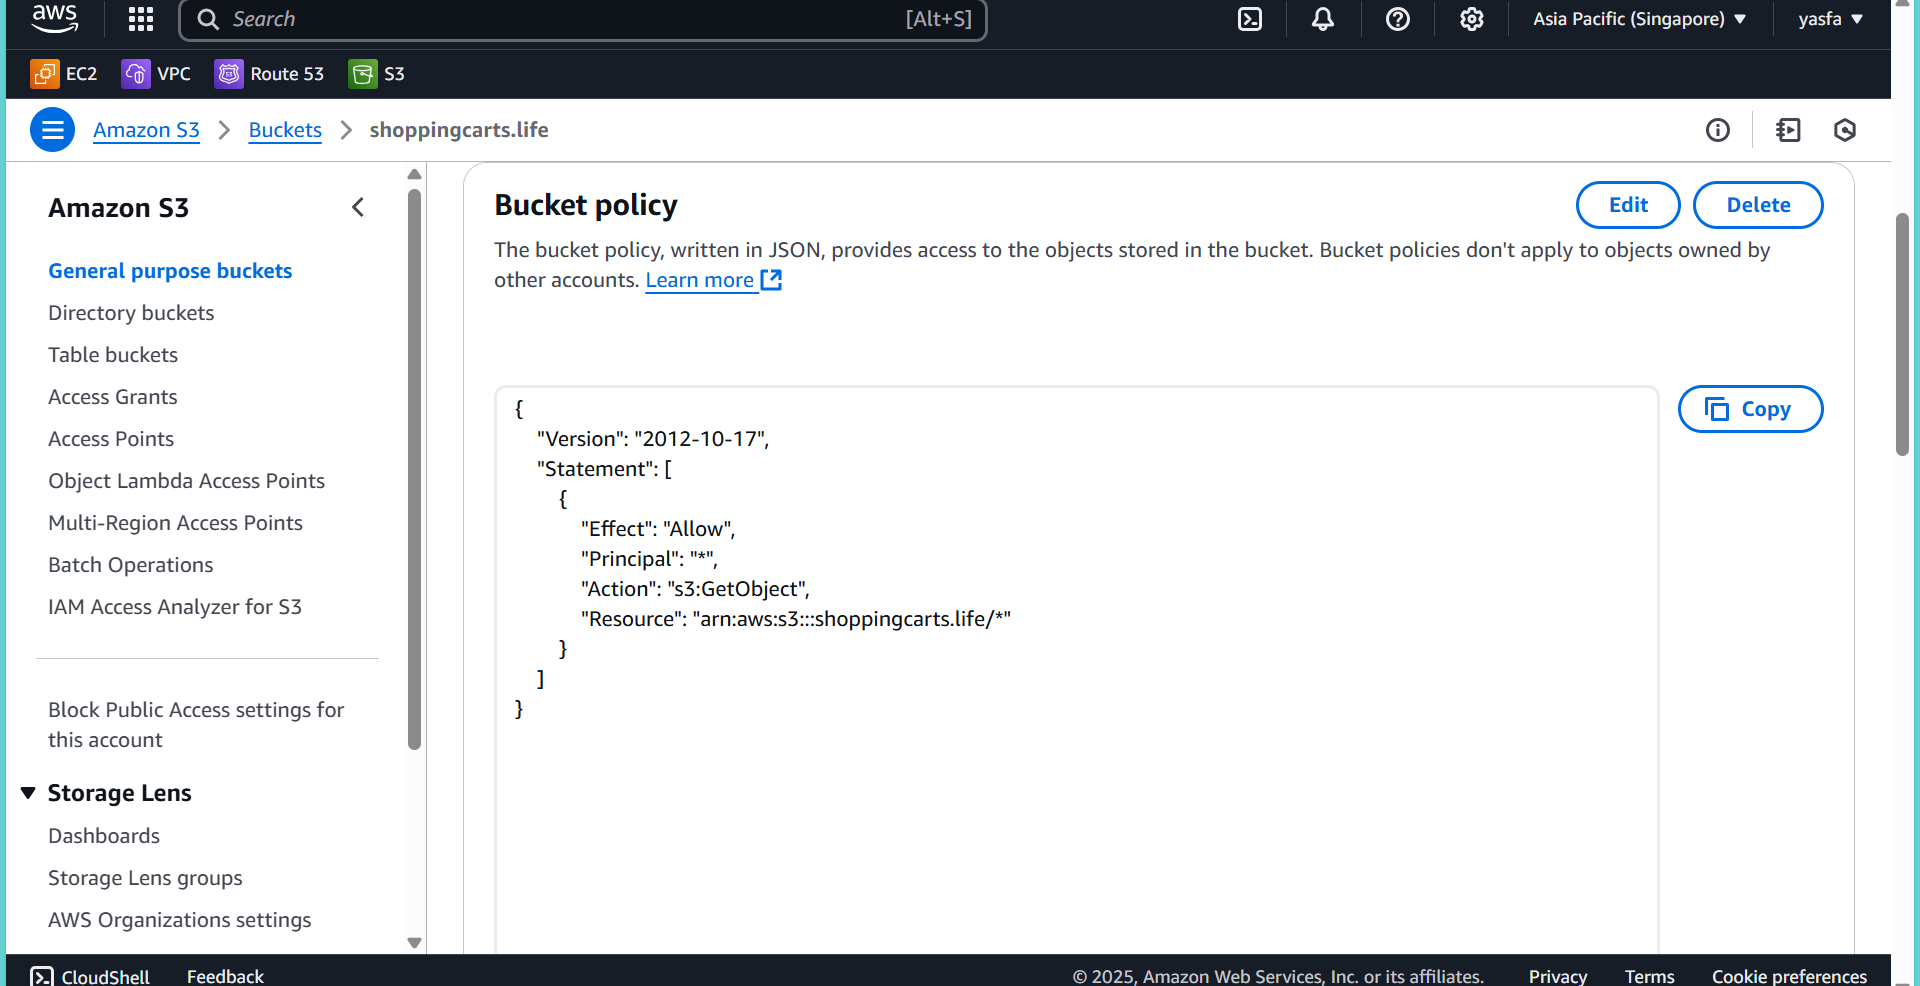 aws
Search
[Alt+S]
Asia Pacific (Singapore)
yasfa
EC2
VPC
Route 53
S3
Amazon S3
Buckets
shoppingcarts.life
Amazon S3
General purpose buckets
Directory buckets
Table buckets
Access Grants
Access Points
Object Lambda Access Points
Multi-Region Access Points
Batch Operations
IAM Access Analyzer for S3
Block Public Access settings for
this account
Storage Lens
Dashboards
Storage Lens groups
AWS Organizations settings
Bucket policy
Edit
Delete
The bucket policy, written in JSON, provides access to the objects stored in the bucket. Bucket policies don't apply to objects owned by
other accounts. Learn more
Copy
{
"Version": "2012-10-17",
"Statement": [
{
"Effect": "Allow",
"Principal": "*",
"Action": "s3:GetObject",
"Resource": "arn:aws:s3:::shoppingcarts.life/*"
}
]
}
CloudShell
Feedback
© 2025, Amazon Web Services, Inc. or its affiliates.
Privacy
Terms
Cookie preferences